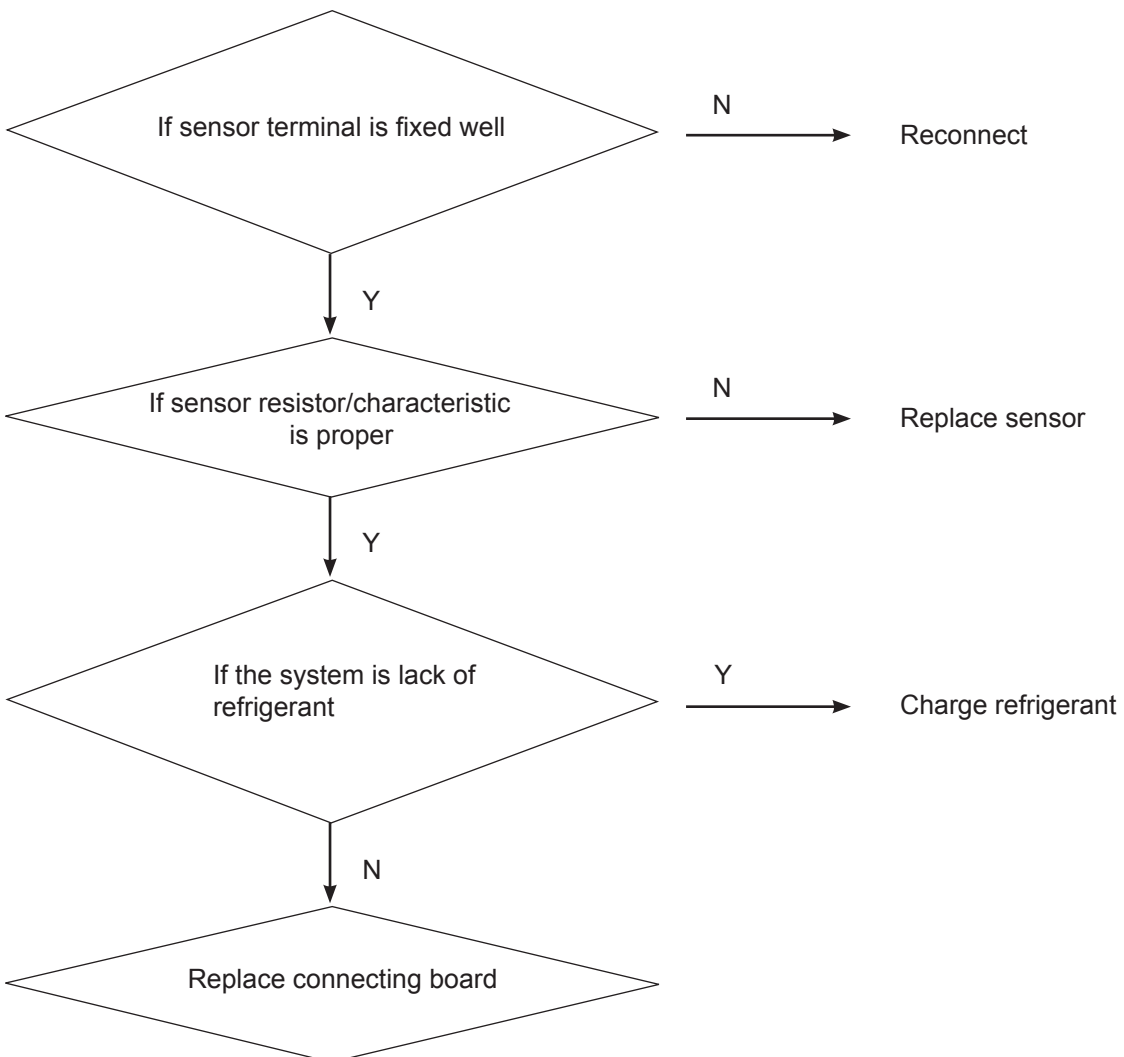 If sensor terminal is fixed well
N
Reconnect
Y
If sensor resistor/characteristic
is proper
N
Replace sensor
Y
If the system is lack of
refrigerant
Y
Charge refrigerant
N
Replace connecting board